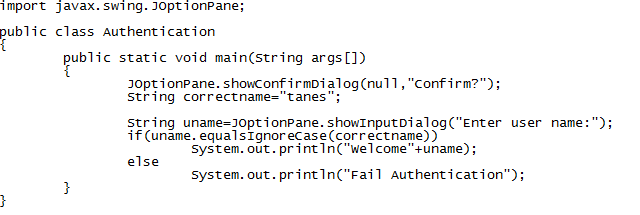 import javax.swing.JOptionPane;
public class Authentication
{
public static void main(String args[])
{
JOptionPane.showConfirmDialog(null,"Confirm?");
String correctname="tanes";
String uname=JOptionPane.showInputDialog("Enter user name:");
if(uname.equalsIgnoreCase(correctname))
System.out.println("Welcome"+uname);
else
System.out.println("Fail Authentication");
}
}